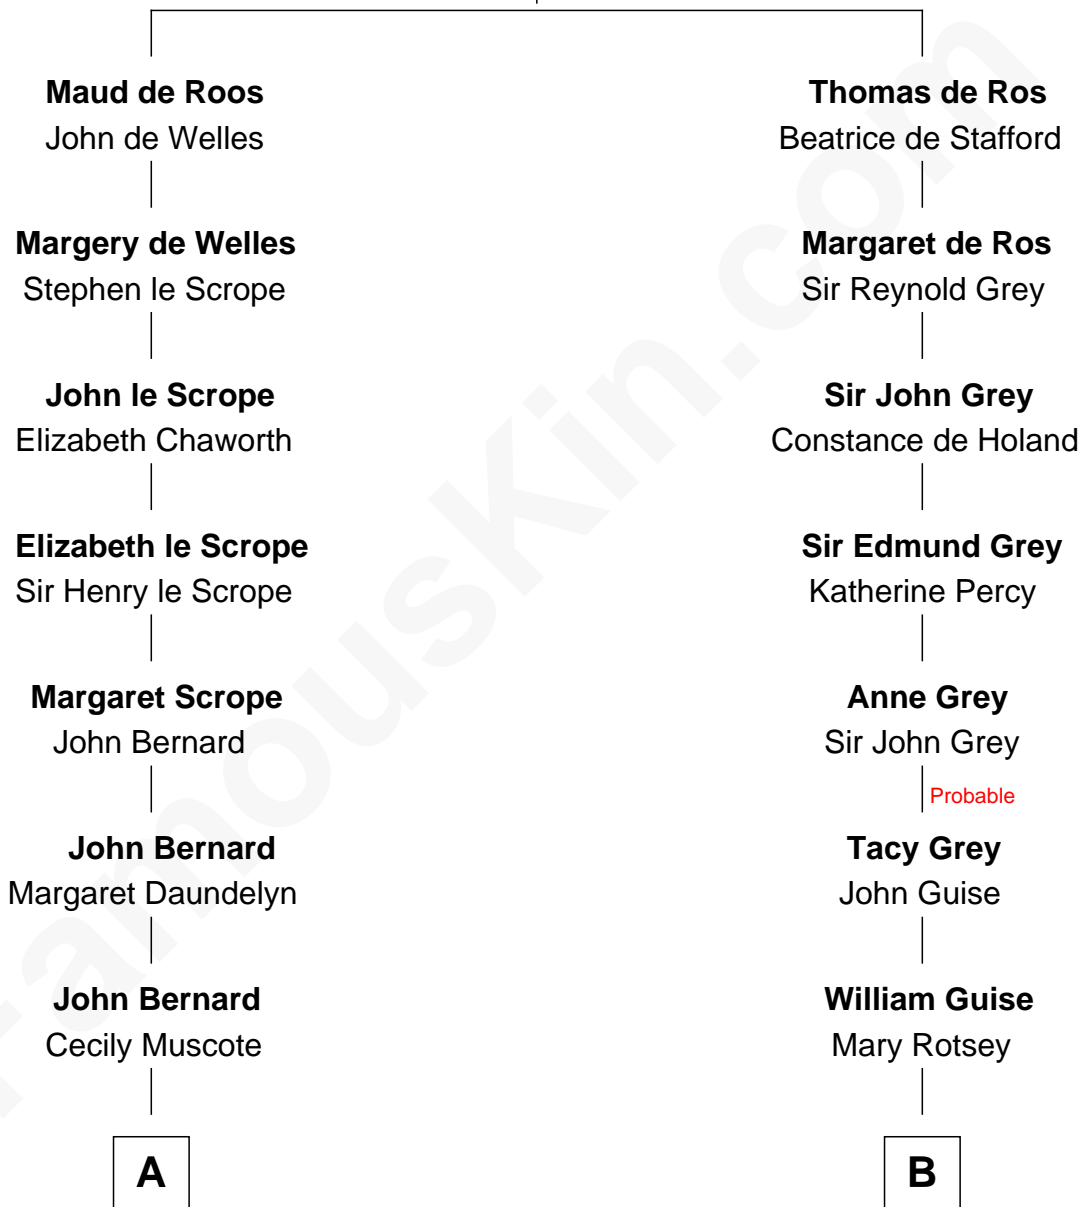 Maud de Roos
John de Welles
Thomas de Ros
Beatrice de Stafford
Margery de Welles
Stephen le Scrope
Margaret de Ros
Sir Reynold Grey
John le Scrope
Elizabeth Chaworth
Sir John Grey
Constance de Holand
Elizabeth le Scrope
Sir Henry le Scrope
Sir Edmund Grey
Katherine Percy
Margaret Scrope
John Bernard
Anne Grey
Sir John Grey
Probable
John Bernard
Margaret Daundelyn
Tacy Grey
John Guise
John Bernard
Cecily Muscote
William Guise
Mary Rotsey
A
B
FamousKin.com